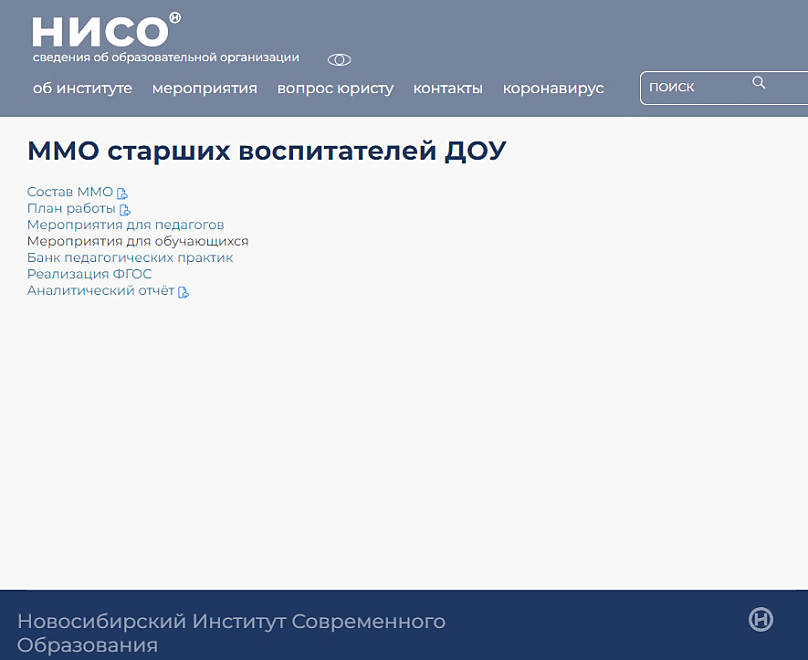 НИСО
сведения об образовательной организации
об институте мероприятия вопрос юристу контакты коронавирус
ПОИСК
ММО старших воспитателей ДОУ
Состав ММО
План работы
Мероприятия для педагогов
Мероприятия для обучающихся
Банк педагогических практик
Реализация ФГОС
Аналитический отчёт
Новосибирский Институт Современного
Образования